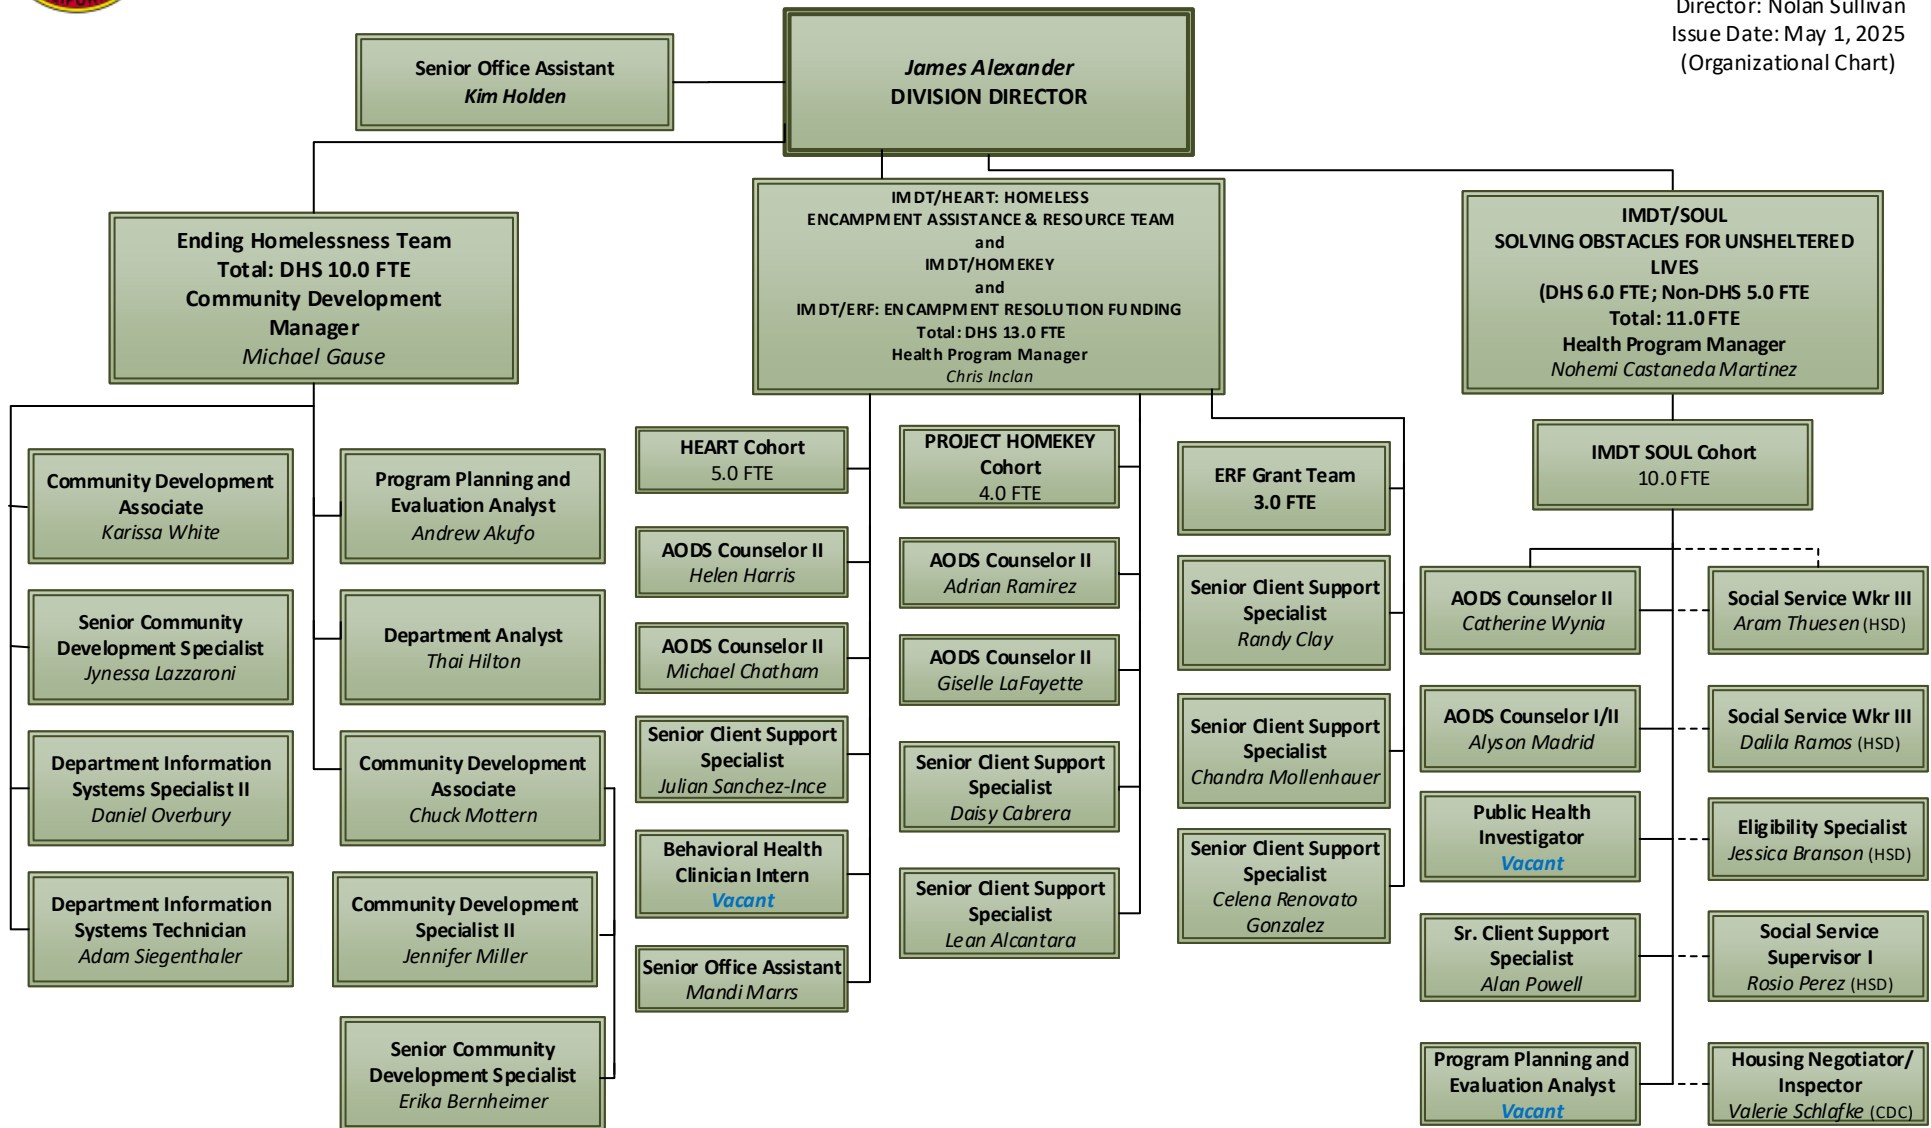 Director: Nolan Sullivan
Issue Date: May 1, 2025
(Organizational Chart)
Senior Office Assistant
Kim Holden
James Alexander
DIVISION DIRECTOR
Ending Homelessness Team
Total: DHS 10.0 FTE
Community Development
Manager
Michael Gause
IMDT/HEART: HOMELESS
ENCAMPMENT ASSISTANCE & RESOURCE TEAM
and
IMDT/HOMEKEY
and
IMDT/ERF: ENCAMPMENT RESOLUTION FUNDING
Total: DHS 13.0 FTE
Health Program Manager
Chris Inclan
IMDT/SOUL
SOLVING OBSTACLES FOR UNSHELTERED
LIVES
(DHS 6.0 FTE; Non-DHS 5.0 FTE
Total: 11.0 FTE
Health Program Manager
Nohemi Castaneda Martinez
Community Development
Associate
Karissa White
Senior Community
Development Specialist
Jynessa Lazzaroni
Department Information
Systems Specialist II
Daniel Overbury
Department Information
Systems Technician
Adam Siegenthaler
Program Planning and
Evaluation Analyst
Andrew Akufo
Department Analyst
Thai Hilton
Community Development
Associate
Chuck Mottern
Community Development
Specialist II
Jennifer Miller
Senior Community
Development Specialist
Erika Bernheimer
HEART Cohort
5.0 FTE
AODS Counselor II
Helen Harris
AODS Counselor II
Michael Chatham
Senior Client Support
Specialist
Julian Sanchez-Ince
Behavioral Health
Clinician Intern
Vacant
Senior Office Assistant
Mandi Marrs
PROJECT HOMEKEY
Cohort
4.0 FTE
AODS Counselor II
Adrian Ramirez
AODS Counselor II
Giselle LaFayette
Senior Client Support
Specialist
Daisy Cabrera
Senior Client Support
Specialist
Lean Alcantara
ERF Grant Team
3.0 FTE
Senior Client Support
Specialist
Randy Clay
Senior Client Support
Specialist
Chandra Mollenhauer
Senior Client Support
Specialist
Celena Renovato
Gonzalez
IMDT SOUL Cohort
10.0 FTE
AODS Counselor II
Catherine Wynia
AODS Counselor I/II
Alyson Madrid
Public Health
Investigator
Vacant
Sr. Client Support
Specialist
Alan Powell
Program Planning and
Evaluation Analyst
Vacant
Social Service Wkr III
Aram Thuesen (HSD)
Social Service Wkr III
Dalila Ramos (HSD)
Eligibility Specialist
Jessica Branson (HSD)
Social Service
Supervisor I
Rosio Perez (HSD)
Housing Negotiator/
Inspector
Valerie Schlafke (CDC)